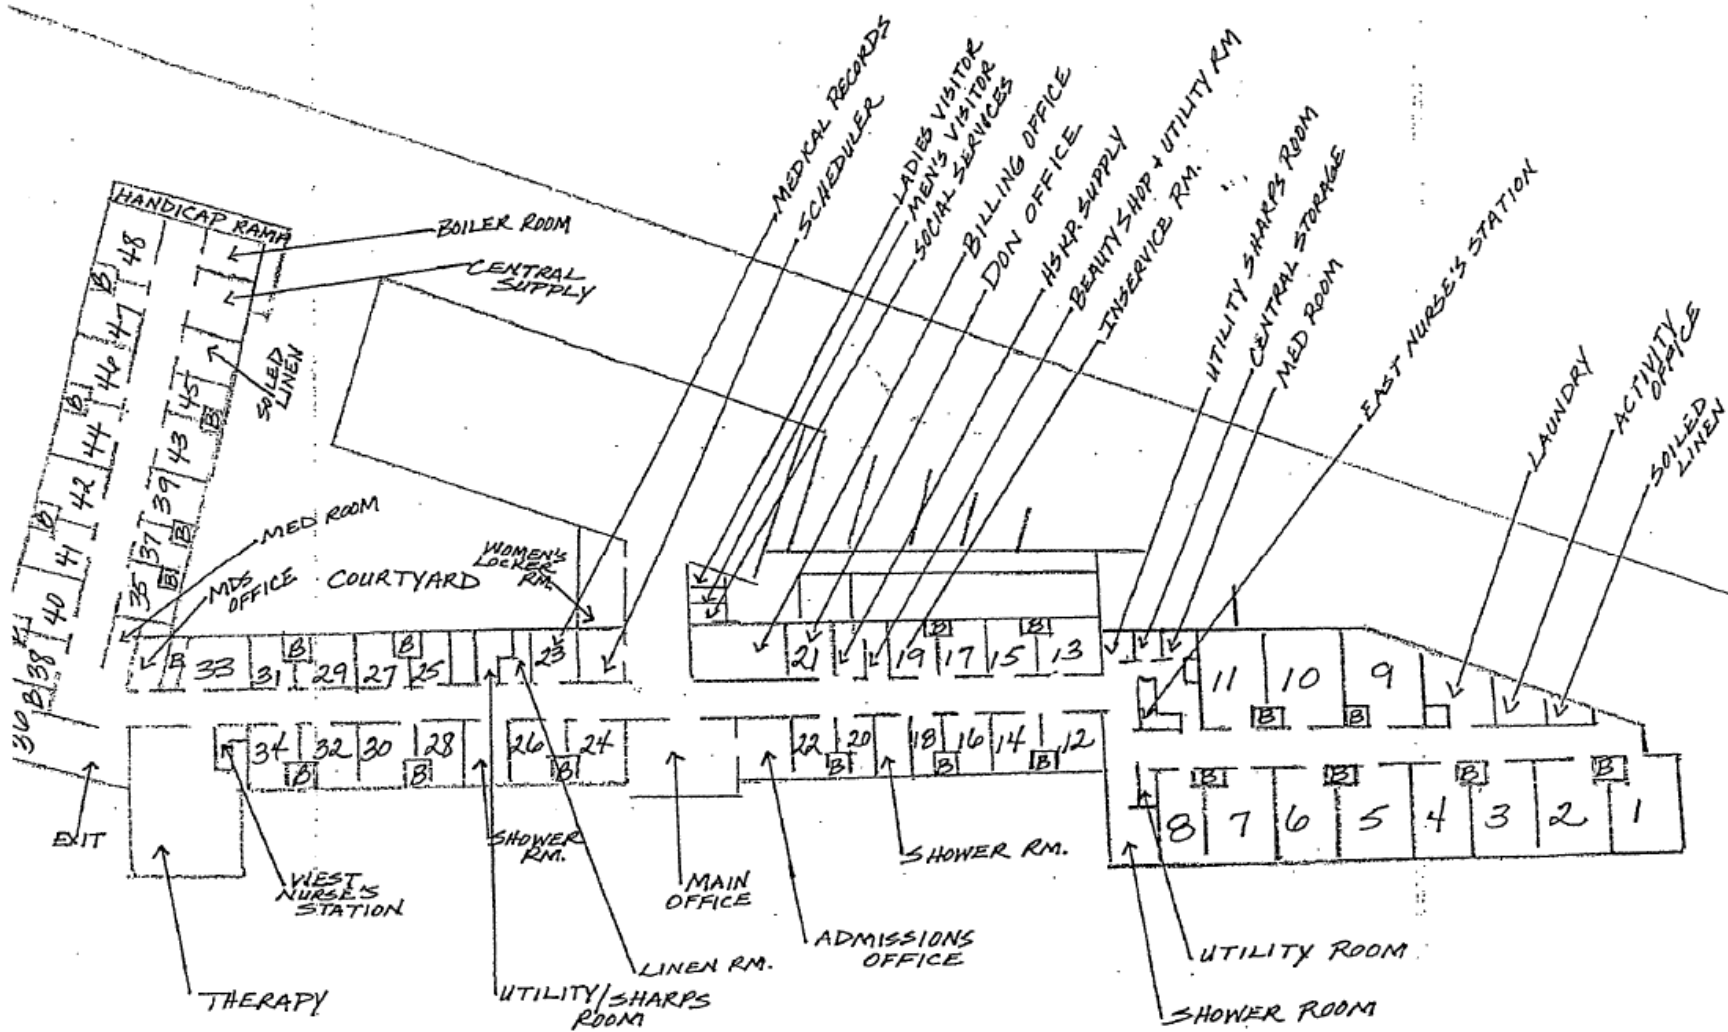 MEDICAL RECORDS
SCHEDULER
LADIES VISITOR
MEN'S VISITOR
SOCIAL SERVICES
BILLING OFFICE
DON OFFICE
HSKP. SUPPLY
BEAUTY SHOP & UTILITY RM
INSERVICE RM.
UTILITY SHARPS ROOM
CENTRAL STORAGE
MED ROOM
EAST NURSE'S STATION
LAUNDRY
ACTIVITY
OFFICE
SOILED
LINEN
HANDICAP RAMP
BOILER ROOM
CENTRAL
SUPPLY
SOILED
LINEN
48
B
47
46
B
44
42
B
41
40
38
B
36
45
B
43
39
B
37
B
35
MED ROOM
MDS
OFFICE
COURTYARD
WOMEN'S
LOCKER
RM.
B
33
31
B
29
27
B
25
23
21
19
B
17
15
B
13
11
10
9
B
B
34
32
B
30
28
B
26
24
B
22
20
B
18
16
B
14
12
B
B
B
B
B
8
7
6
5
4
3
2
1
EXIT
WEST
NURSE'S
STATION
THERAPY
SHOWER
RM.
UTILITY/SHARPS
ROOM
LINEN RM.
MAIN
OFFICE
ADMISSIONS
OFFICE
SHOWER RM.
UTILITY ROOM
SHOWER ROOM